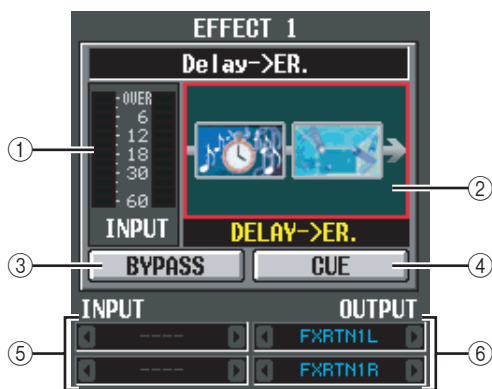 EFFECT 1
Delay->ER.
OVER
6
12
18
30
60
INPUT
DELAY->ER.
BYPASS
CUE
INPUT
OUTPUT
----
FXRTN1L
----
FXRTN1R
1
2
3
4
5
6